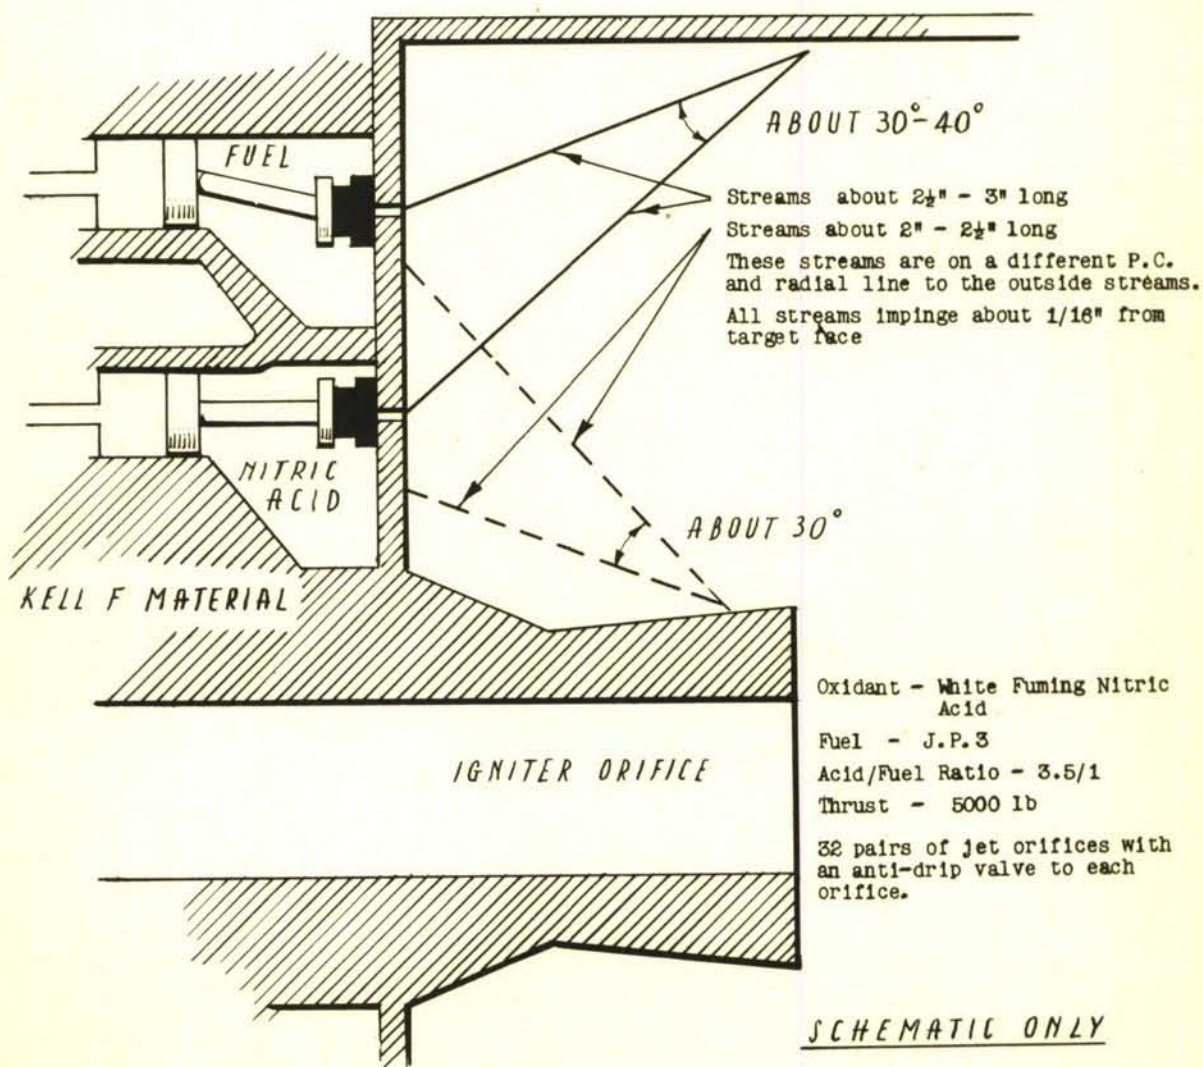 FUEL
ABOUT 30°-40°
Streams about 2½" - 3" long
Streams about 2" - 2½" long
These streams are on a different P.C.
and radial line to the outside streams.
All streams impinge about 1/16" from
target face
NITRIC
ACID
ABOUT 30°
KELL F MATERIAL
IGNITER ORIFICE
Oxidant - White Fuming Nitric
Acid
Fuel - J.P.3
Acid/Fuel Ratio - 3.5/1
Thrust - 5000 lb
32 pairs of jet orifices with
an anti-drip valve to each
orifice.
SCHEMATIC ONLY